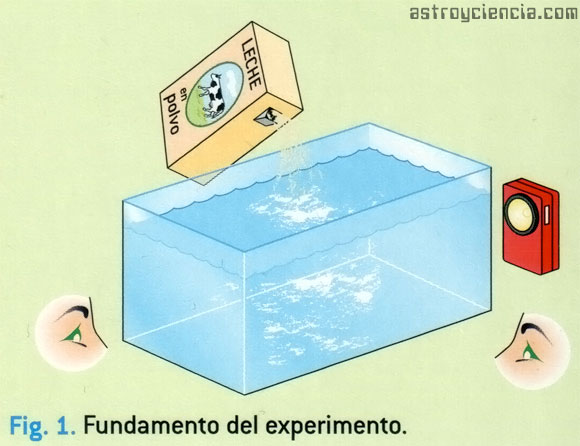 astroyciencia.com
LECHE
en
polvo
Fig. 1. Fundamento del experimento.